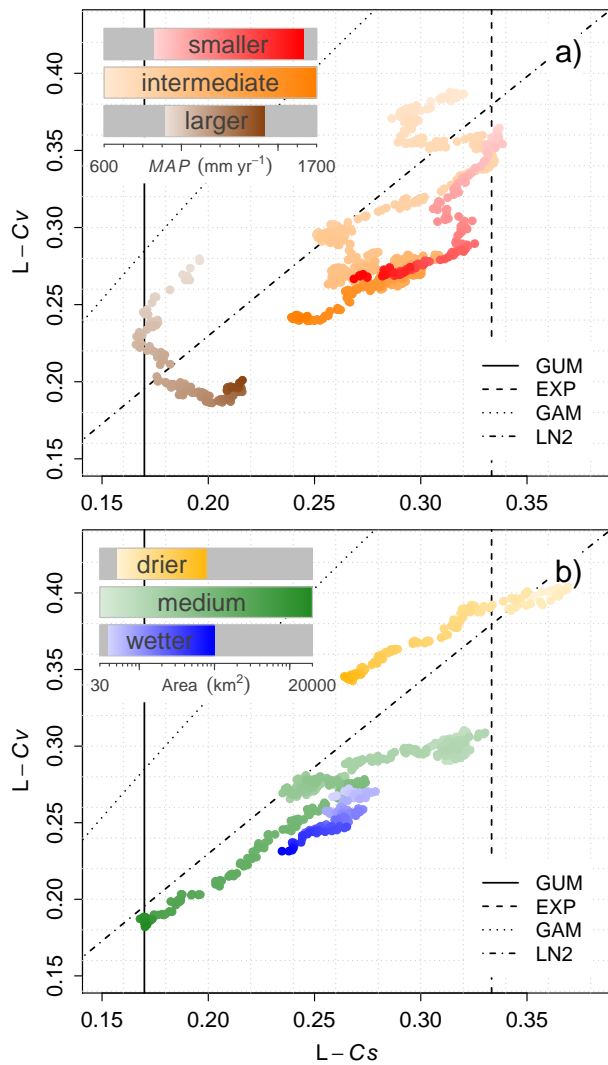 a)
smaller
intermediate
larger
600 MAP (mm yr⁻¹) 1700
L − Cv
0.40
0.35
0.30
0.25
0.20
0.15
GUM
EXP
GAM
LN2
0.15 0.20 0.25 0.30 0.35
b)
drier
medium
wetter
30 Area (km²) 20000
L − Cv
0.40
0.35
0.30
0.25
0.20
0.15
GUM
EXP
GAM
LN2
0.15 0.20 0.25 0.30 0.35
L − Cs